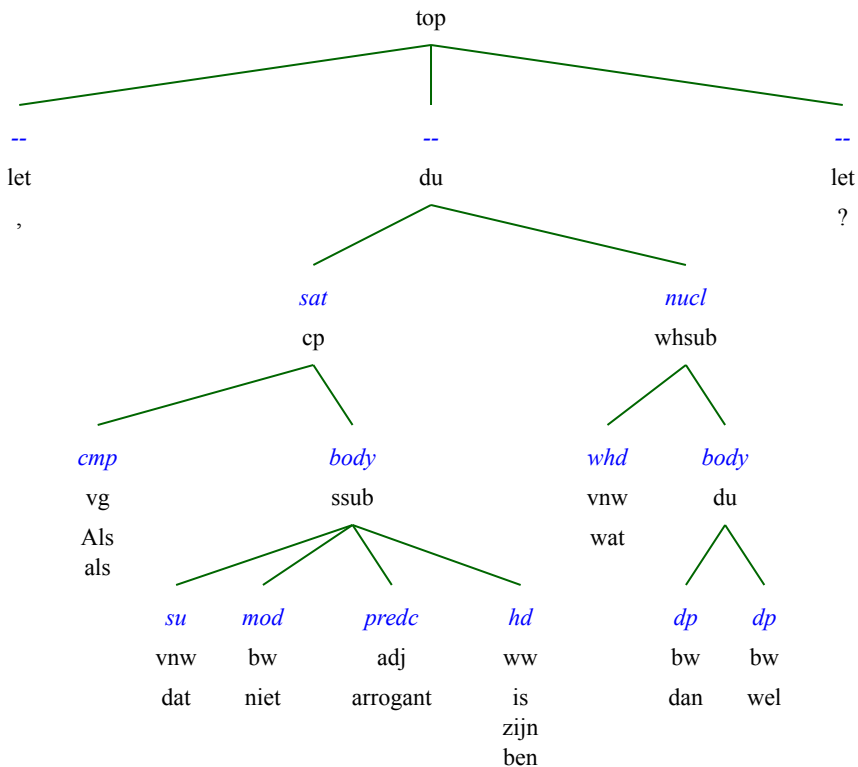 top
-- -- --
let du let
, ?
sat nucl
cp whsub
cmp body whd body
vg ssub vnw du
Als wat
als
su mod predc hd dp dp
vnw bw adj ww bw bw
dat niet arrogant is dan wel
zijn
ben